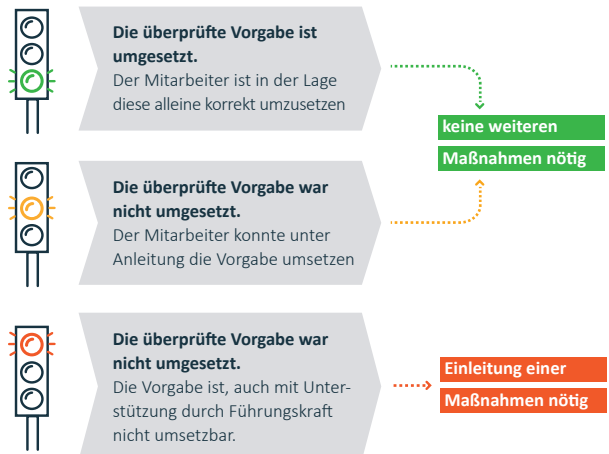 Die überprüfte Vorgabe ist
umgesetzt.
Der Mitarbeiter ist in der Lage
diese alleine korrekt umzusetzen
keine weiteren
Maßnahmen nötig
Die überprüfte Vorgabe war
nicht umgesetzt.
Der Mitarbeiter konnte unter
Anleitung die Vorgabe umsetzen
Die überprüfte Vorgabe war
nicht umgesetzt.
Die Vorgabe ist, auch mit Unter-
stützung durch Führungskraft
nicht umsetzbar.
Einleitung einer
Maßnahmen nötig